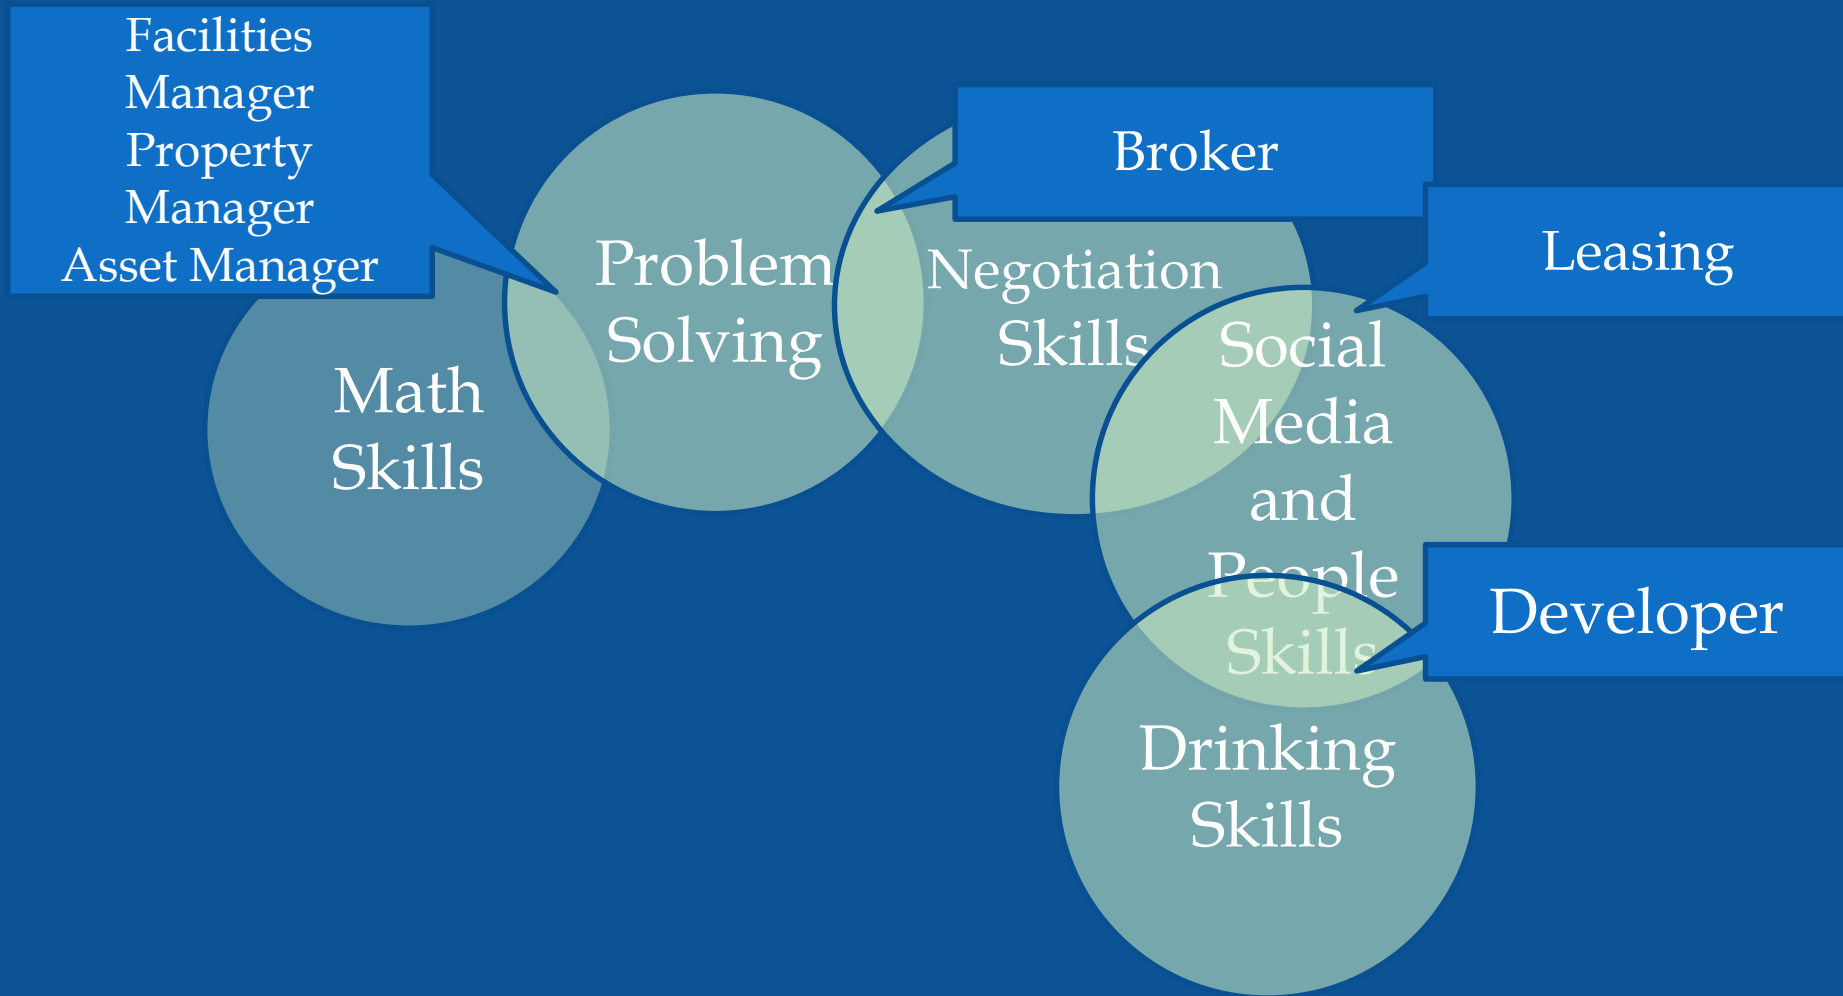 Facilities
Manager
Property
Manager
Asset Manager
Broker
Leasing
Problem
Solving
Negotiation
Skills
Math
Skills
Social
Media
and
People
Skills
Developer
Drinking
Skills